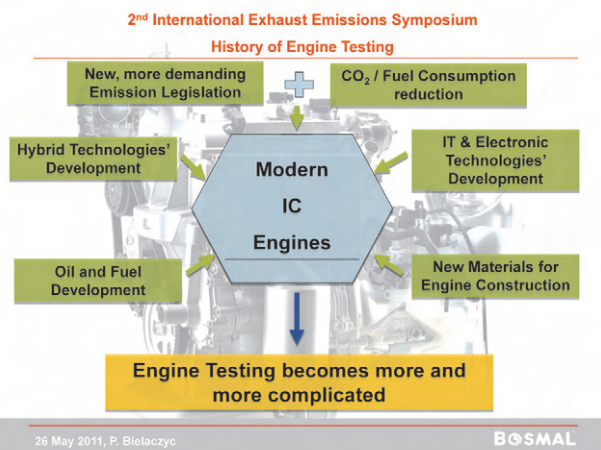 2nd International Exhaust Emissions Symposium
History of Engine Testing
New, more demanding
Emission Legislation
CO2 / Fuel Consumption
reduction
Hybrid Technologies’
Development
IT & Electronic
Technologies’
Development
Modern
IC
Engines
Oil and Fuel
Development
New Materials for
Engine Construction
Engine Testing becomes more and
more complicated
26 May 2011, P. Bielaczyc
BOSMAL